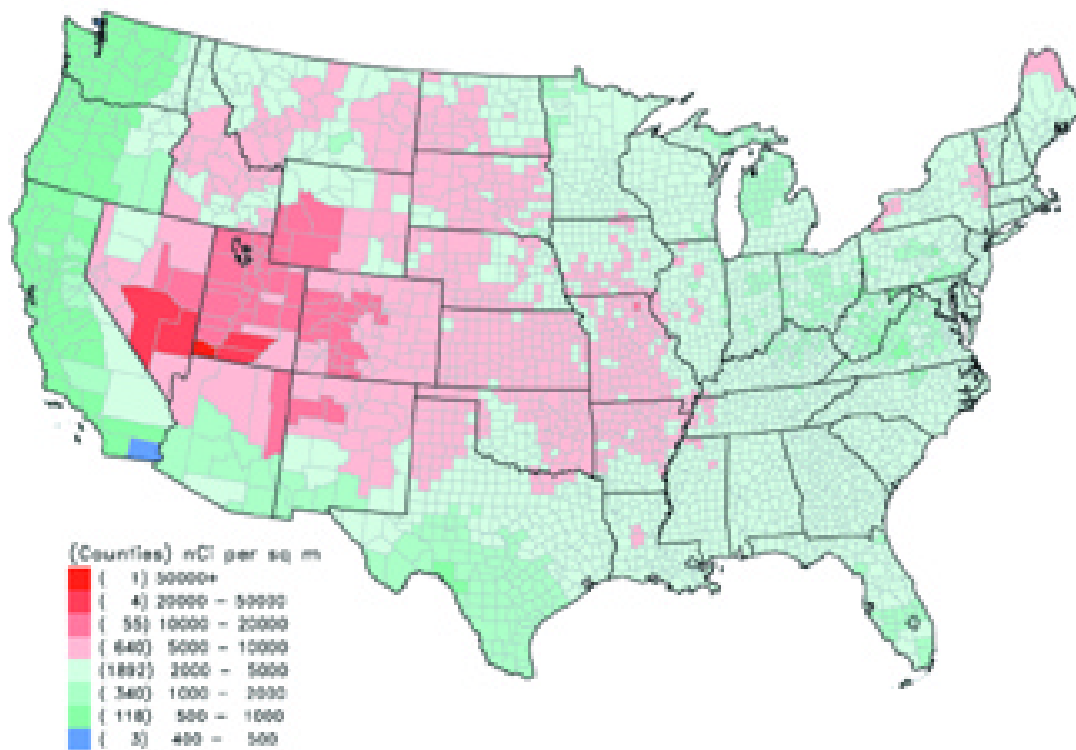 (Counties) nCi per sq m
( 1) 50000+
( 4) 20000 - 50000
( 55) 10000 - 20000
( 640) 5000 - 10000
(1892) 2000 - 5000
( 340) 1000 - 2000
( 118) 500 - 1000
( 3) 400 - 500